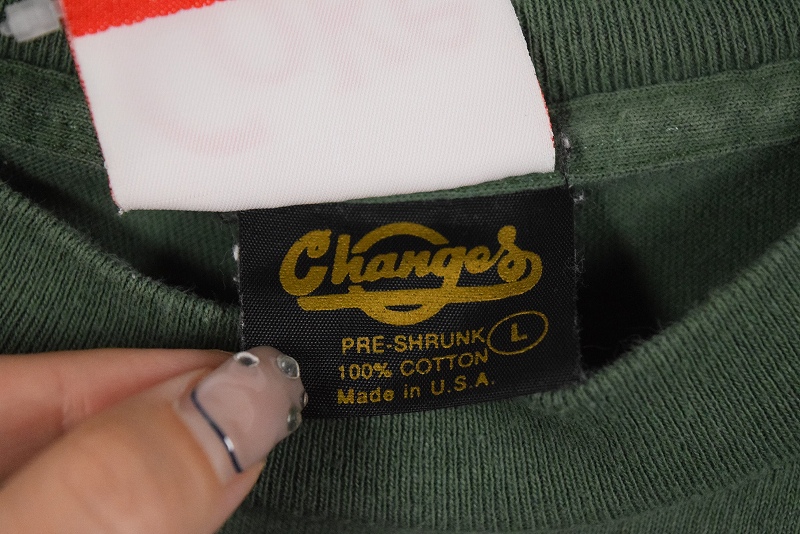 Changes
PRE-SHRUNK L
100% COTTON
Made in U.S.A.